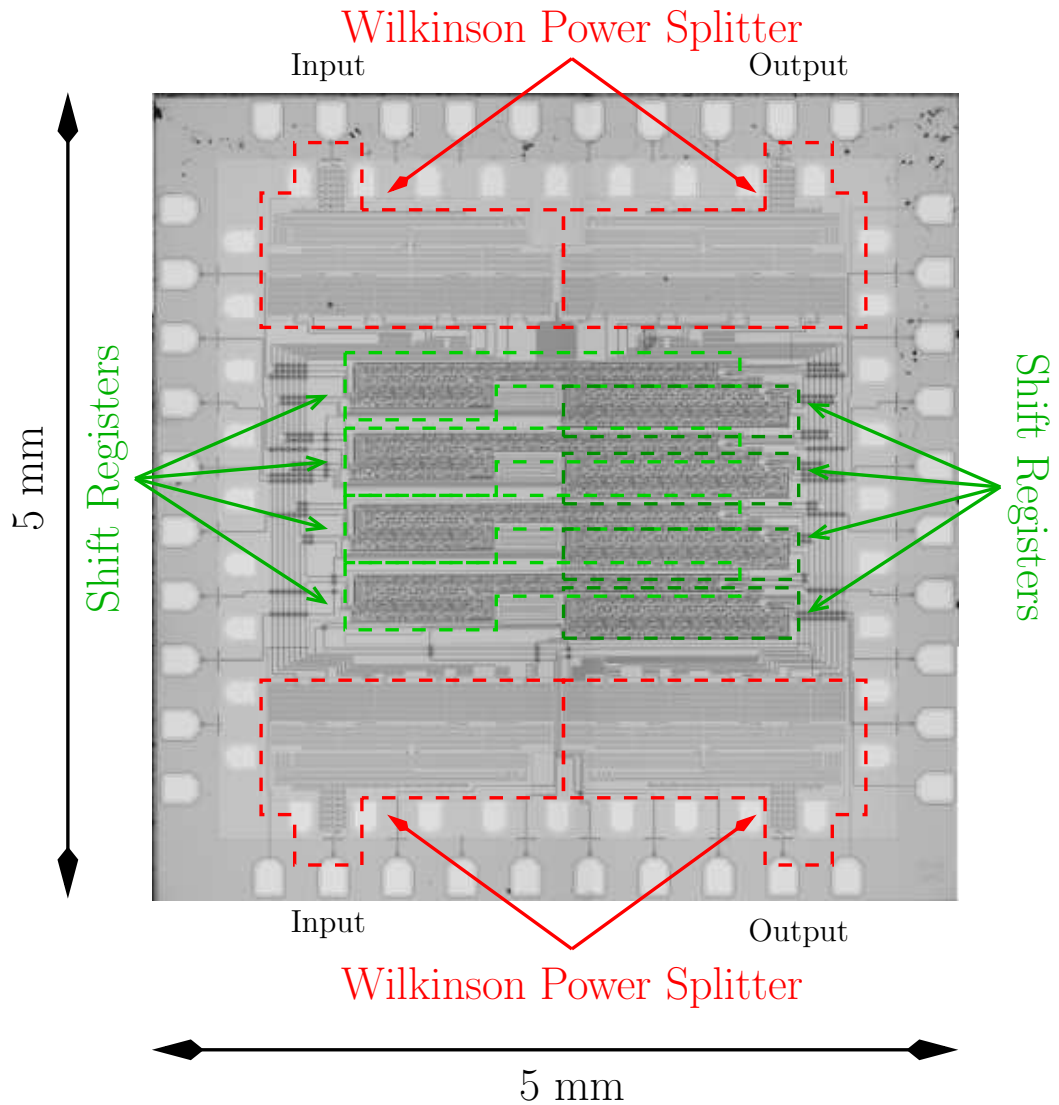 Wilkinson Power Splitter
Input
Output
5 mm
Shift Registers
Shift Registers
Input
Output
Wilkinson Power Splitter
5 mm